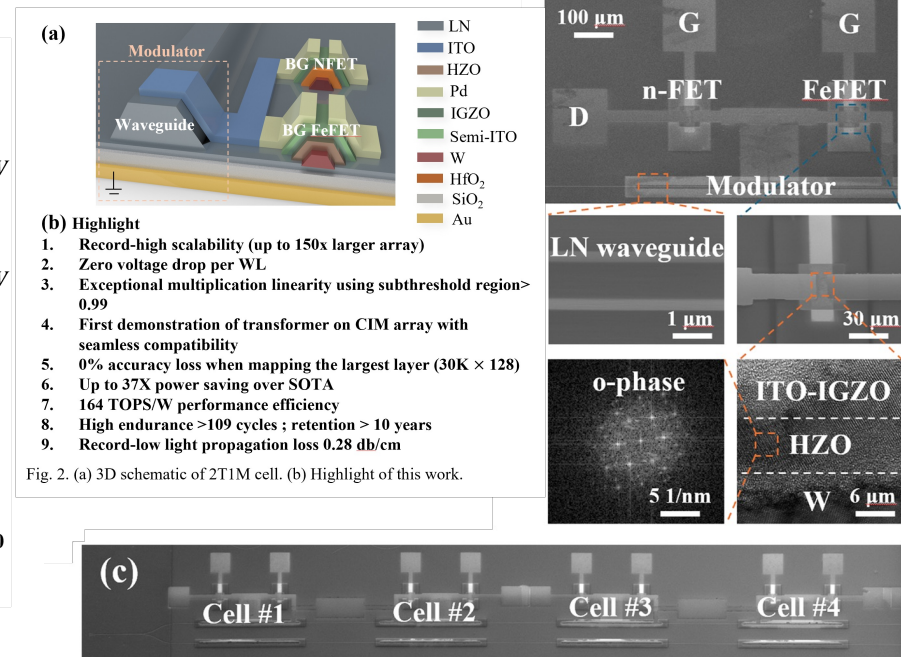 (a)
Modulator
Waveguide
BG NFET
BG FeFET
LN
ITO
HZO
Pd
IGZO
Semi-ITO
W
HfO₂
SiO₂
Au
(b) Highlight
1. Record-high scalability (up to 150x larger array)
2. Zero voltage drop per WL
3. Exceptional multiplication linearity using subthreshold region>
0.99
4. First demonstration of transformer on CIM array with
seamless compatibility
5. 0% accuracy loss when mapping the largest layer (30K × 128)
6. Up to 37X power saving over SOTA
7. 164 TOPS/W performance efficiency
8. High endurance >109 cycles ; retention > 10 years
9. Record-low light propagation loss 0.28 db/cm
Fig. 2. (a) 3D schematic of 2T1M cell. (b) Highlight of this work.
100 µm
G
G
n-FET
FeFET
D
Modulator
LN waveguide
1 µm
30 µm
o-phase
5 1/nm
ITO-IGZO
HZO
W
6 µm
(c)
Cell #1
Cell #2
Cell #3
Cell #4